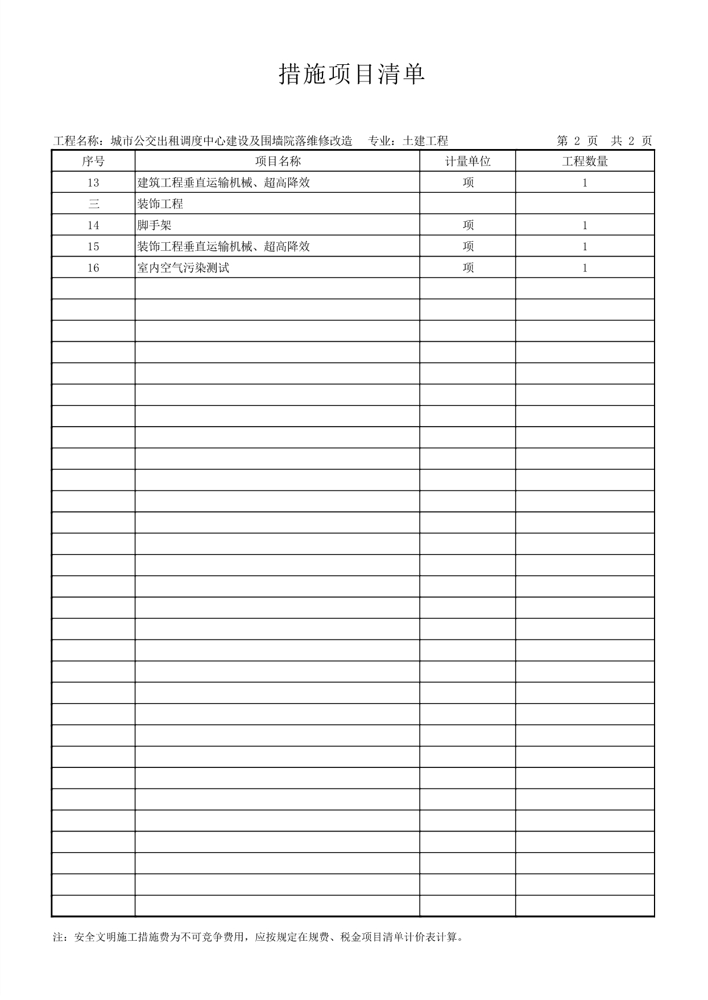 措施项目清单
工程名称：城市公交出租调度中心建设及围墙院落维修改造 专业：土建工程 第 2 页 共 2 页
序号 项目名称 计量单位 工程数量
13 建筑工程垂直运输机械、超高降效 项 1
三 装饰工程
14 脚手架 项 1
15 装饰工程垂直运输机械、超高降效 项 1
16 室内空气污染测试 项 1
注：安全文明施工措施费为不可竞争费用，应按规定在规费、税金项目清单计价表计算。